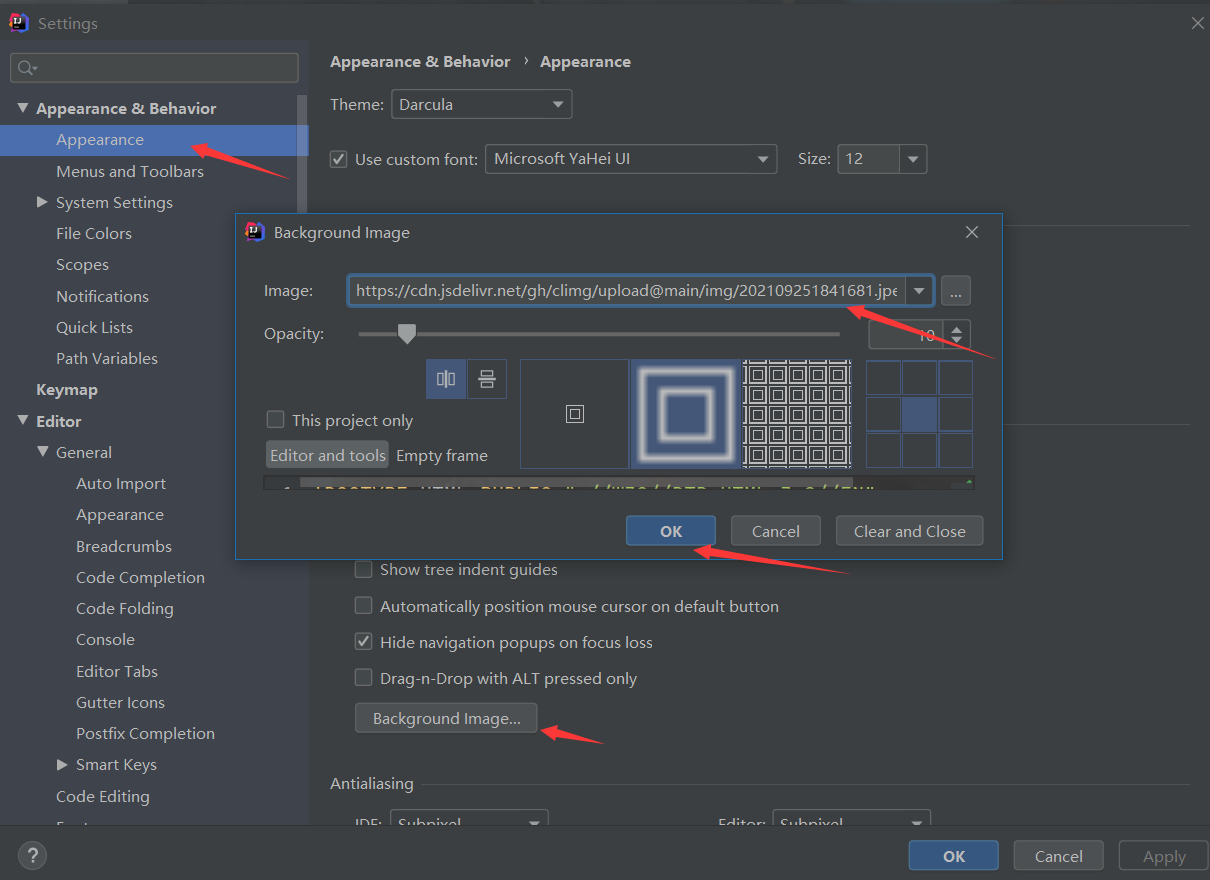 Settings
Appearance & Behavior
Appearance
Menus and Toolbars
System Settings
File Colors
Scopes
Notifications
Quick Lists
Path Variables
Keymap
Editor
General
Auto Import
Appearance
Breadcrumbs
Code Completion
Code Folding
Console
Editor Tabs
Gutter Icons
Postfix Completion
Smart Keys
Code Editing
Appearance & Behavior › Appearance
Theme: Darcula
Use custom font: Microsoft YaHei UI Size: 12
Background Image
Image: https://cdn.jsdelivr.net/gh/climg/upload@main/img/202109251841681.jpe ...
Opacity: 10
This project only
Editor and tools Empty frame
OK Cancel Clear and Close
Show tree indent guides
Automatically position mouse cursor on default button
Hide navigation popups on focus loss
Drag-n-Drop with ALT pressed only
Background Image...
Antialiasing
IDE: Subpixel Editor: Subpixel
? OK Cancel Apply